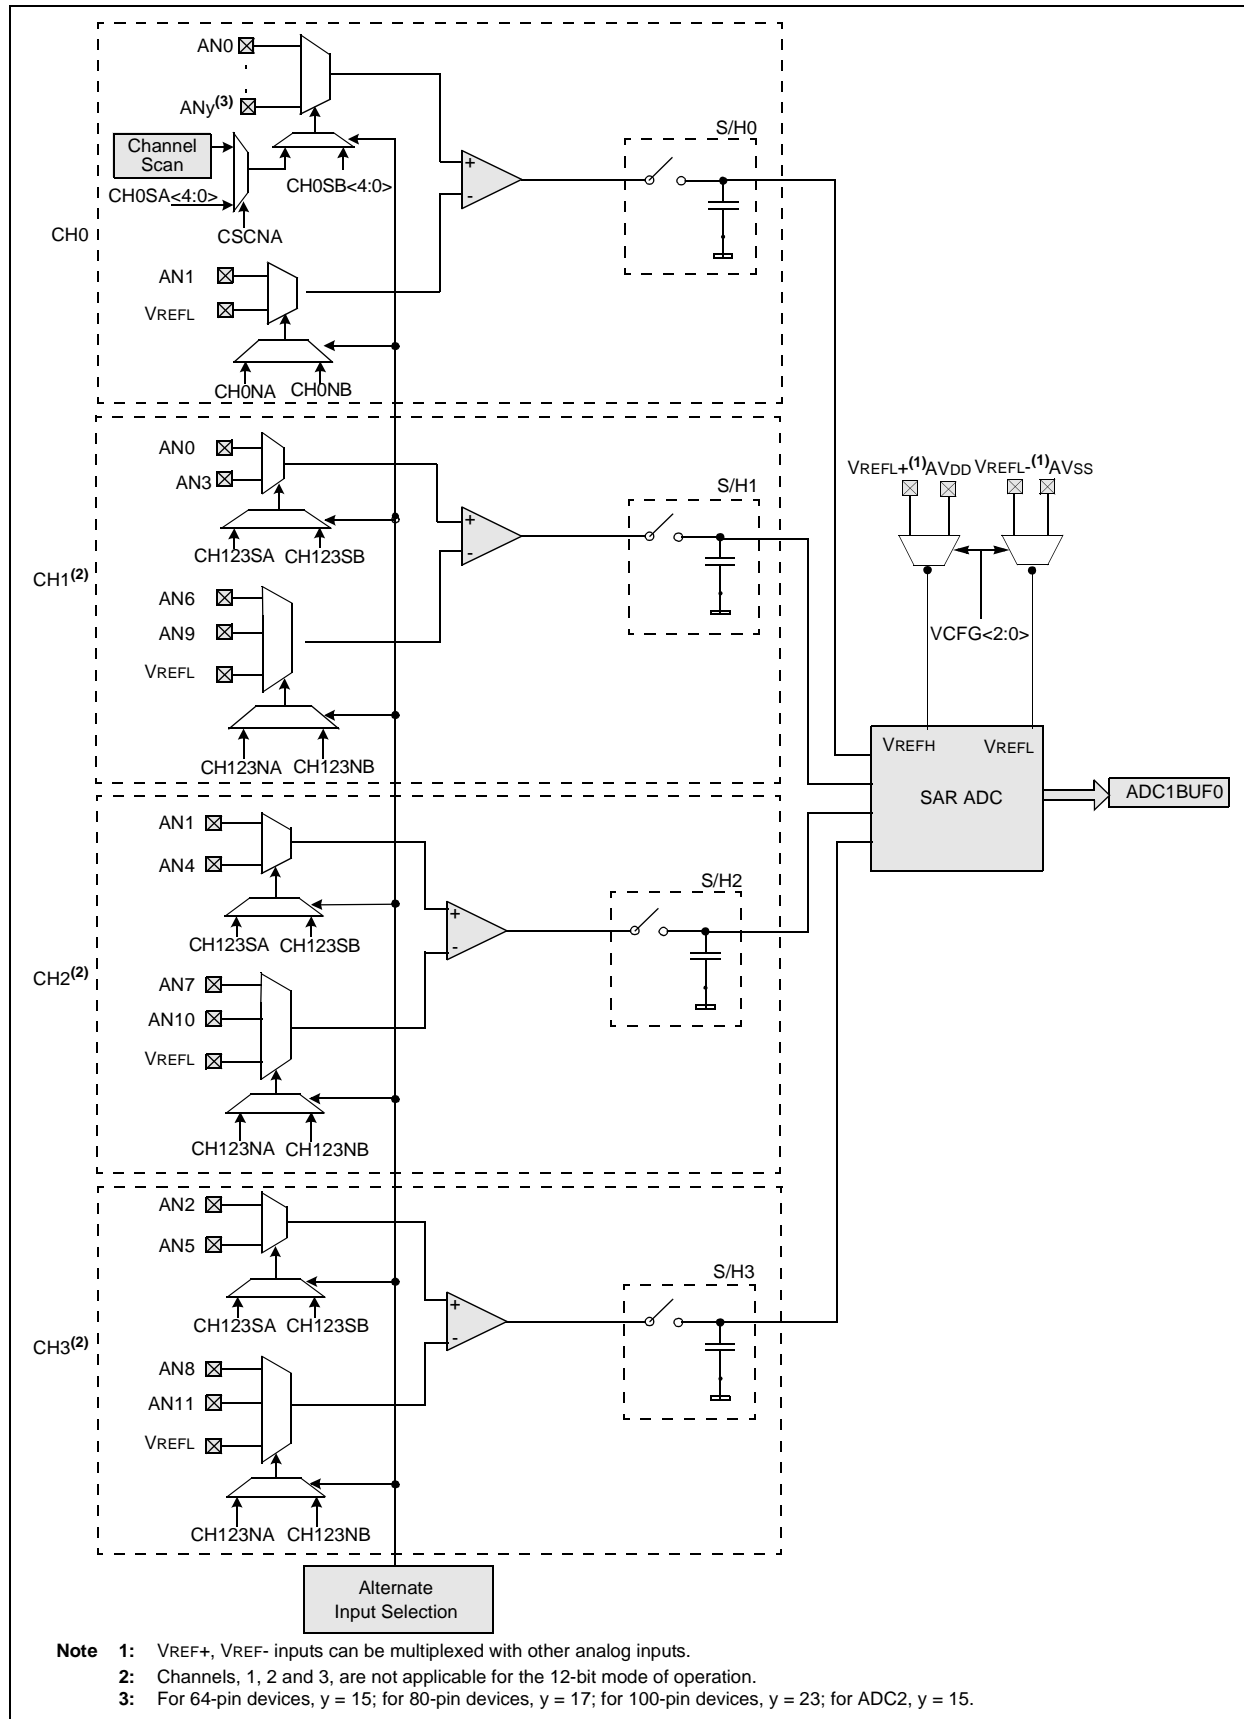 AN0
ANy(3)
S/H0
Channel
Scan
+
CH0SB<4:0>
CH0SA<4:0>
-
CSCNA
CH0
AN1
VREFL
CH0NA CH0NB
AN0
AN3
S/H1
+
CH123SA CH123SB
-
CH1(2)
AN6
AN9
VREFL
CH123NA CH123NB
VREFL+(1)AVDD VREFL-(1)AVSS
VCFG<2:0>
VREFH VREFL
SAR ADC
ADC1BUF0
AN1
AN4
S/H2
+
CH123SA CH123SB
-
CH2(2)
AN7
AN10
VREFL
CH123NA CH123NB
AN2
AN5
S/H3
+
CH123SA CH123SB
-
CH3(2)
AN8
AN11
VREFL
CH123NA CH123NB
Alternate
Input Selection
Note 1: VREF+, VREF- inputs can be multiplexed with other analog inputs.
2: Channels, 1, 2 and 3, are not applicable for the 12-bit mode of operation.
3: For 64-pin devices, y = 15; for 80-pin devices, y = 17; for 100-pin devices, y = 23; for ADC2, y = 15.